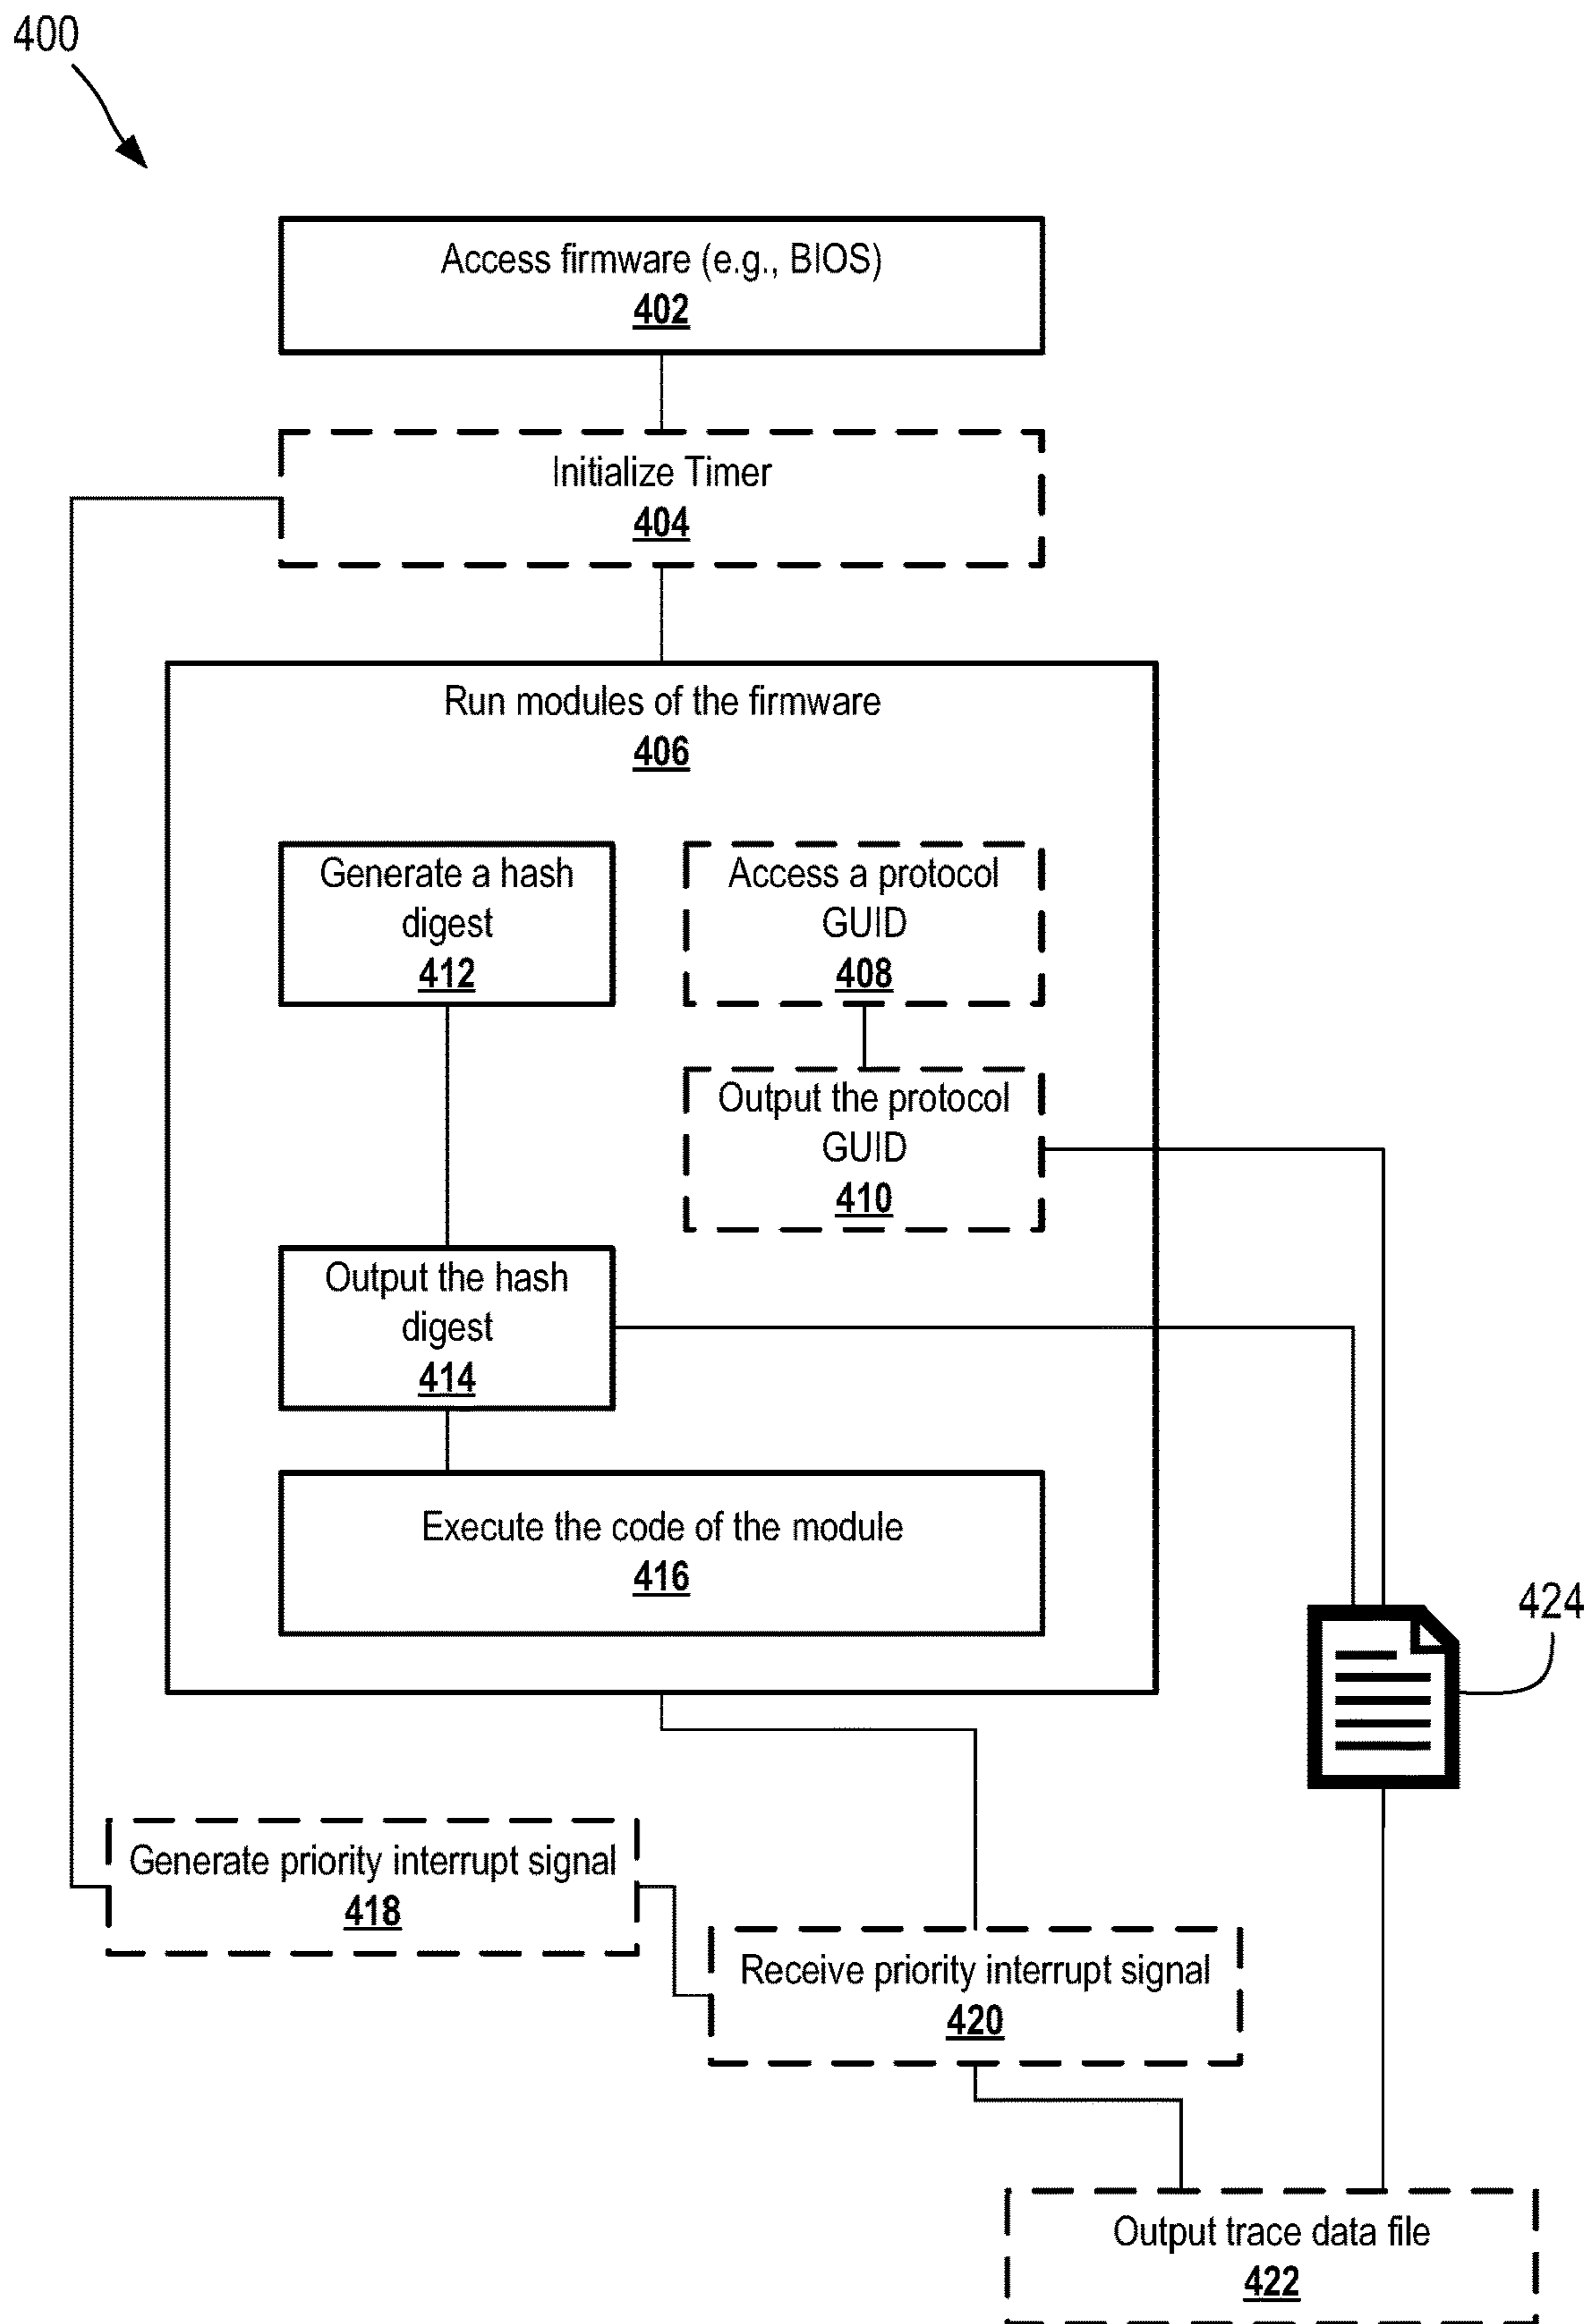 400
Access firmware (e.g., BIOS)
402
Initialize Timer
404
Run modules of the firmware
406
Generate a hash
digest
412
Access a protocol
GUID
408
Output the protocol
GUID
410
Output the hash
digest
414
Execute the code of the module
416
424
Generate priority interrupt signal
418
Receive priority interrupt signal
420
Output trace data file
422